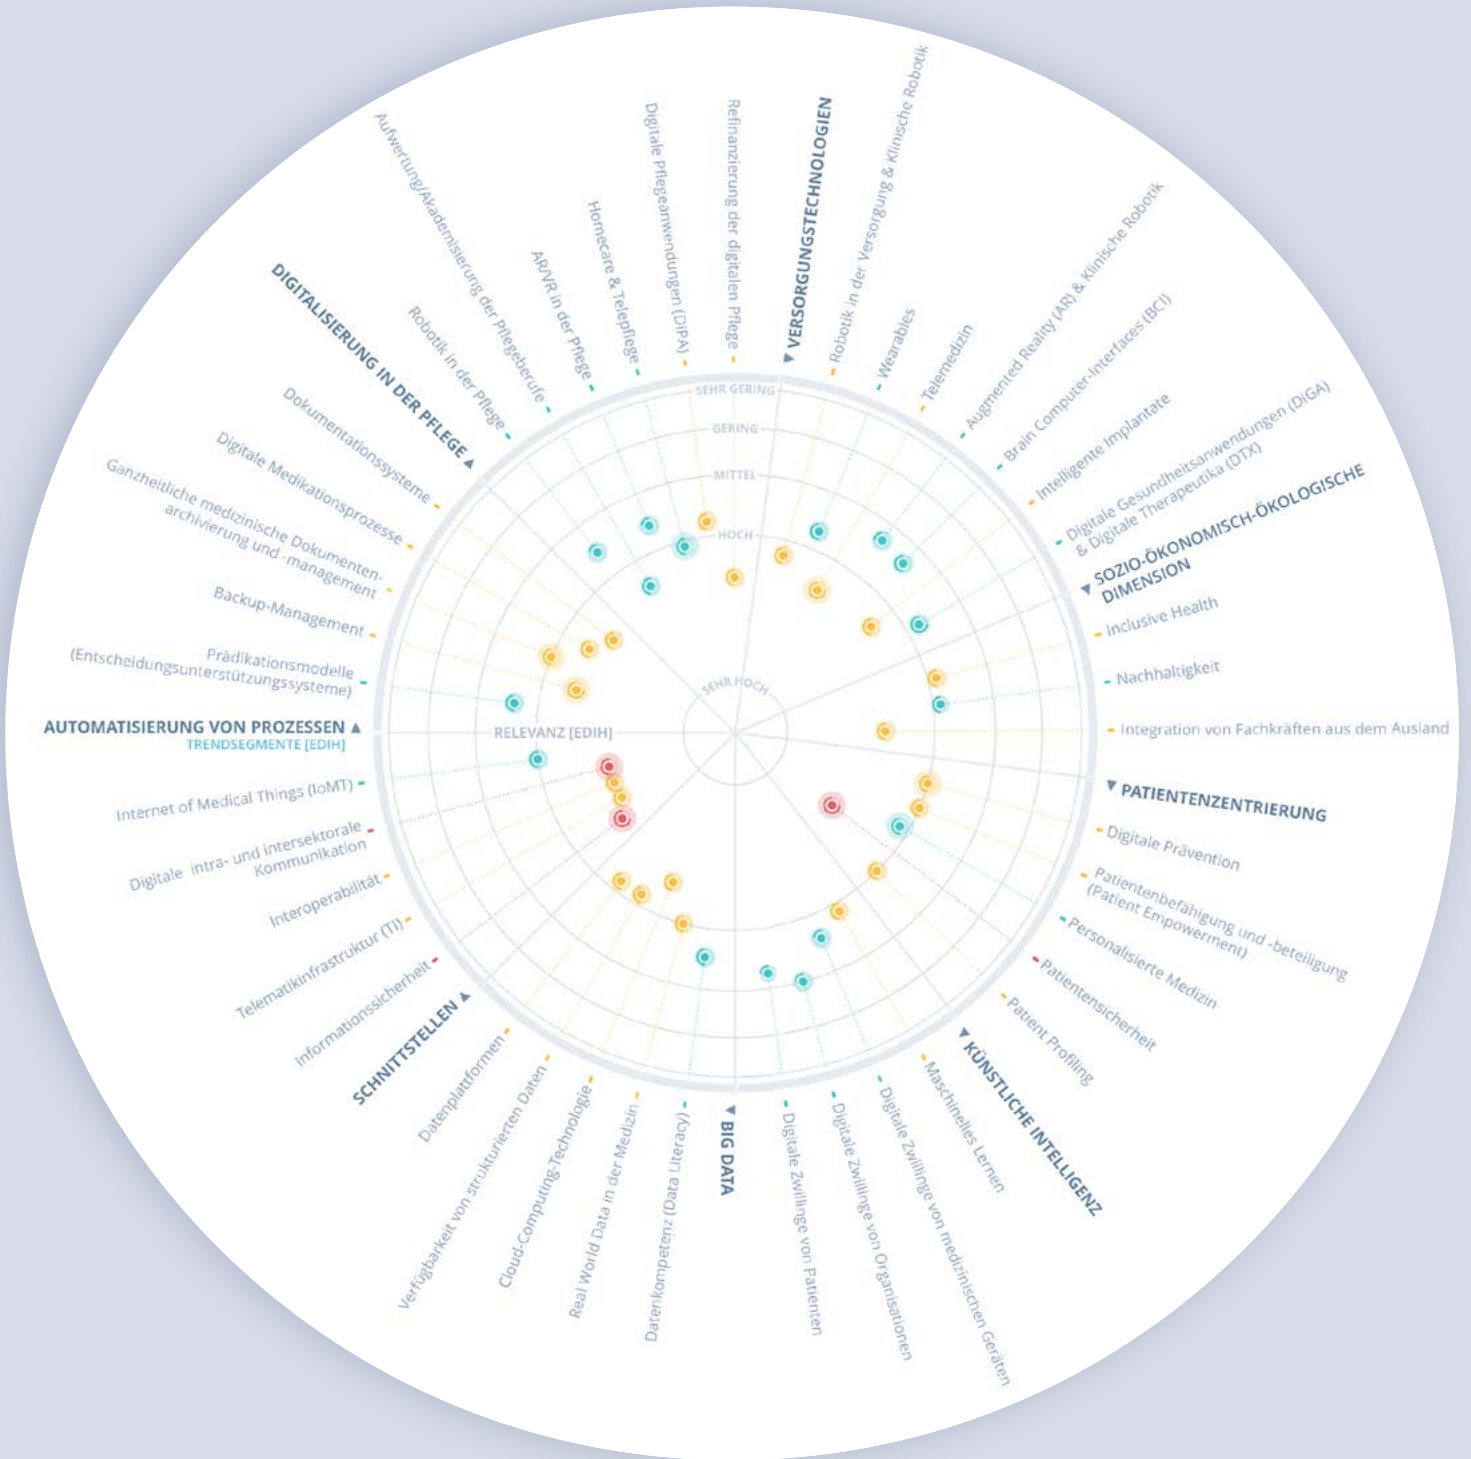 VERSORGUNGSTECHNOLOGIEN
Robotik in der Versorgung & Klinische Robotik
Wearables
Telemedizin
Augmented Reality (AR) & Klinische Robotik
Brain Computer-Interfaces (BCI)
Intelligente Implantate
Digitale Gesundheitsanwendungen (DiGA)
& Digitale Therapeutika (DTX)
SOZIO-ÖKONOMISCH-ÖKOLOGISCHE
DIMENSION
Inclusive Health
Nachhaltigkeit
Integration von Fachkräften aus dem Ausland
PATIENTENZENTRIERUNG
Digitale Prävention
Patientenbefähigung und -beteiligung
(Patient Empowerment)
Personalisierte Medizin
Patientensicherheit
Patient Profiling
KÜNSTLICHE INTELLIGENZ
Maschinelles Lernen
Digitale Zwillinge von medizinischen Geräten
Digitale Zwillinge von Organisationen
Digitale Zwillinge von Patienten
BIG DATA
Datenkompetenz (Data Literacy)
Real World Data in der Medizin
Cloud-Computing-Technologie
Verfügbarkeit von strukturierten Daten
Datenplattformen
SCHNITTSTELLEN
Informationssicherheit
Telematikinfrastruktur (TI)
Interoperabilität
Digitale intra- und intersektorale
Kommunikation
Internet of Medical Things (IoMT)
AUTOMATISIERUNG VON PROZESSEN
TRENDSEGMENTE [EDIH]
Prädikationsmodelle
(Entscheidungsunterstützungssysteme)
Backup-Management
Ganzheitliche medizinische Dokumenten-
archivierung und -management
Digitale Medikationsprozesse
Dokumentationssysteme
DIGITALISIERUNG IN DER PFLEGE
Robotik in der Pflege
Aufwertung/Akademisierung der Pflegeberufe
AR/VR in der Pflege
Homecare & Telepflege
Digitale Pflegeanwendungen (DiPA)
Refinanzierung der digitalen Pflege
SEHR GERING
GERING
MITTEL
HOCH
SEHR HOCH
RELEVANZ [EDIH]